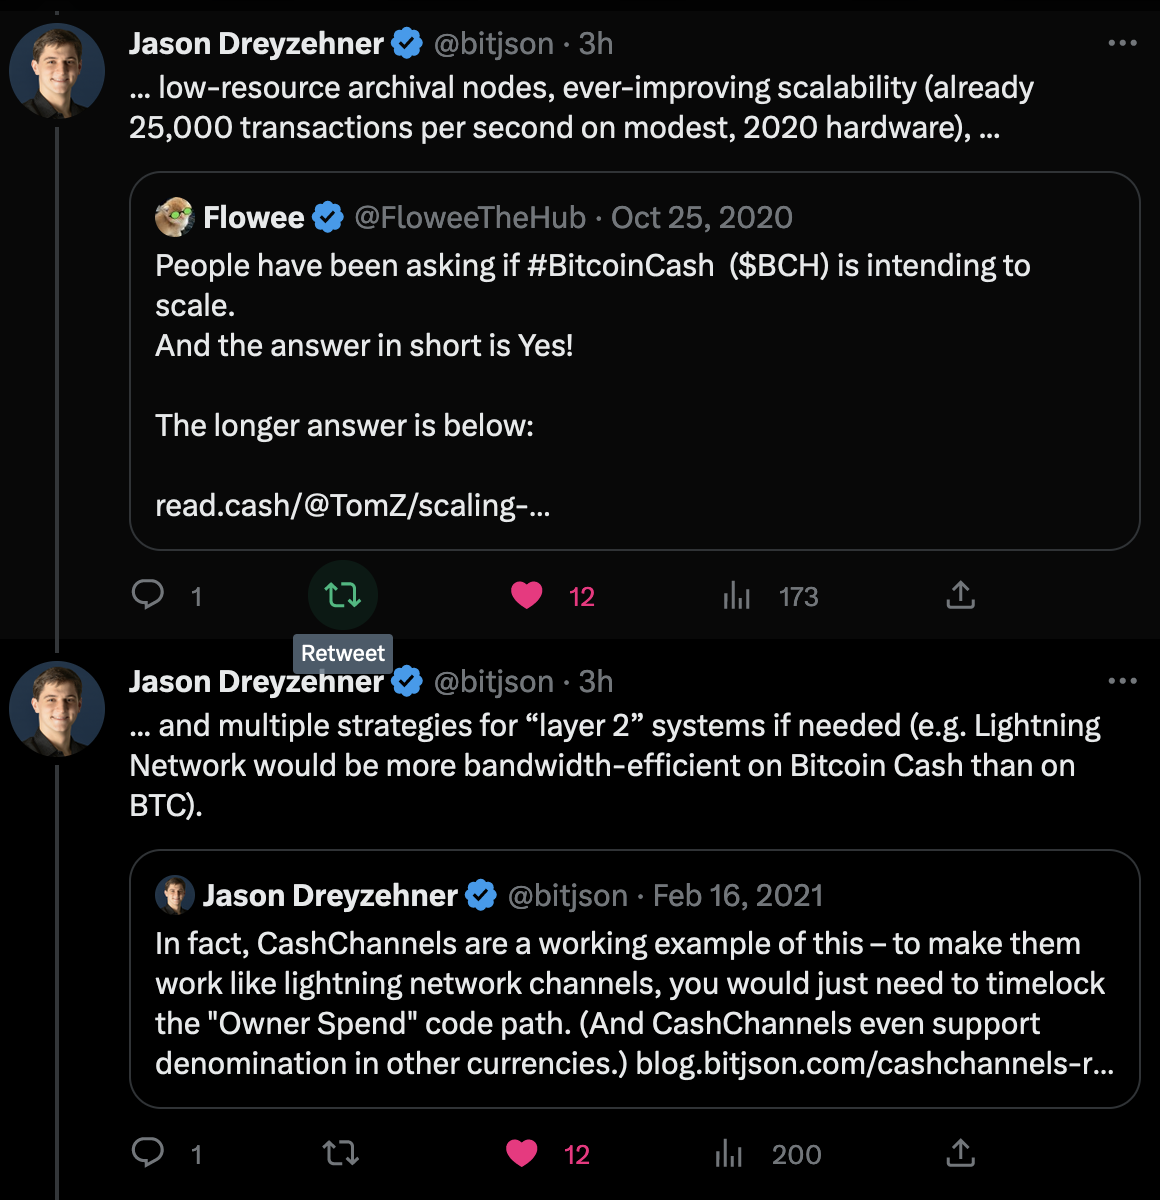 Jason Dreyzehner @bitjson · 3h
... low-resource archival nodes, ever-improving scalability (already
25,000 transactions per second on modest, 2020 hardware), ...
Flowee @FloweeTheHub · Oct 25, 2020
People have been asking if #BitcoinCash ($BCH) is intending to
scale.
And the answer in short is Yes!
The longer answer is below:
read.cash/@TomZ/scaling-...
1 12 173
Retweet
Jason Dreyzehner @bitjson · 3h
... and multiple strategies for “layer 2” systems if needed (e.g. Lightning
Network would be more bandwidth-efficient on Bitcoin Cash than on
BTC).
Jason Dreyzehner @bitjson · Feb 16, 2021
In fact, CashChannels are a working example of this – to make them
work like lightning network channels, you would just need to timelock
the "Owner Spend" code path. (And CashChannels even support
denomination in other currencies.) blog.bitjson.com/cashchannels-r...
1 12 200